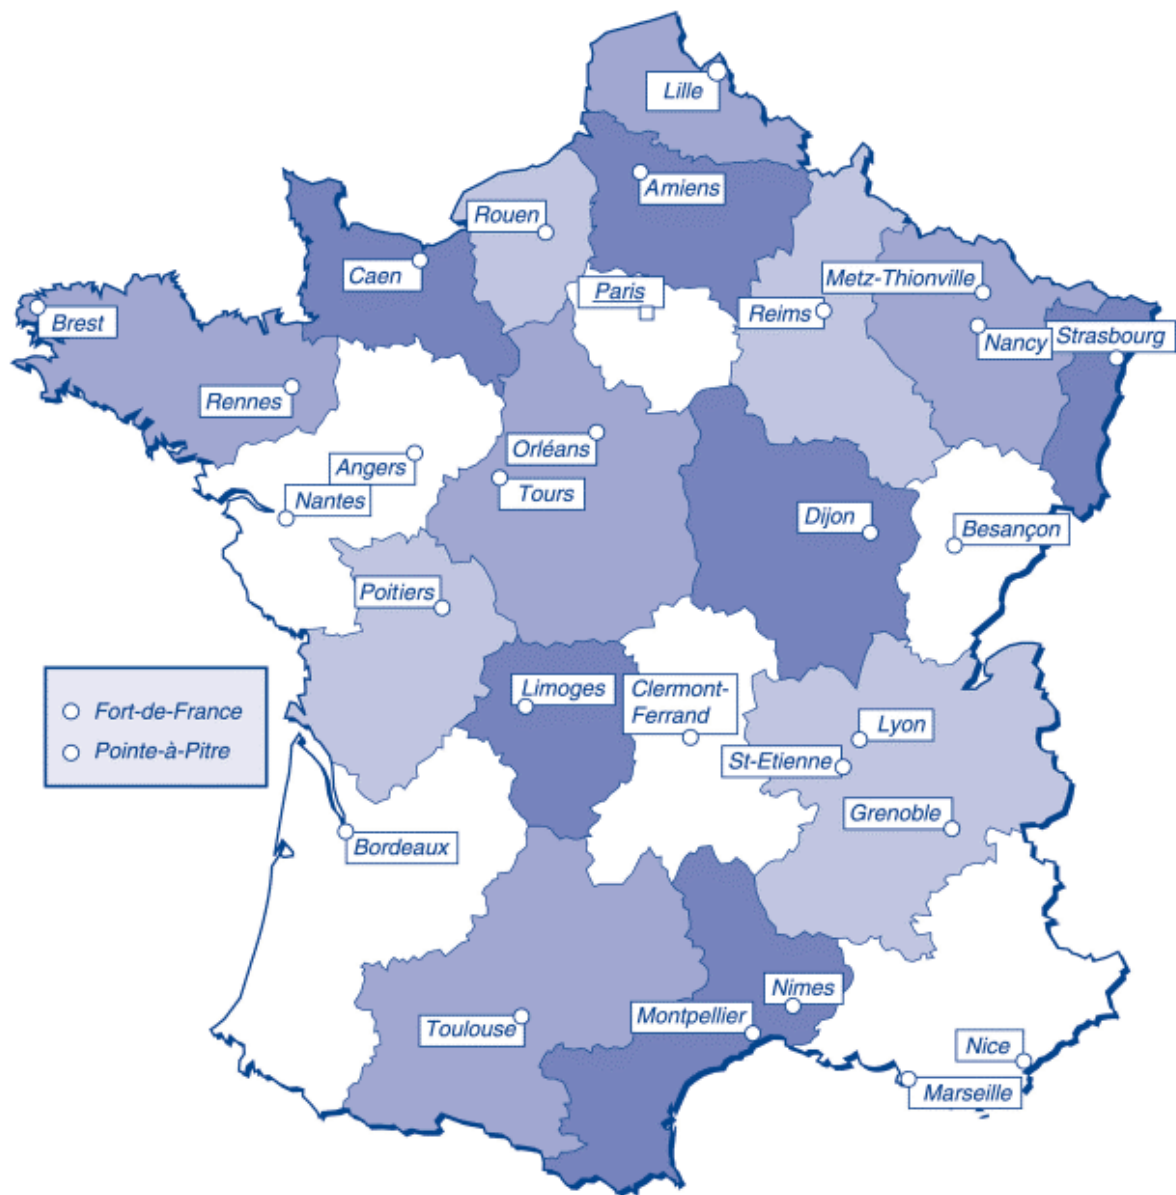 Lille
Amiens
Rouen
Caen
Metz-Thionville
Paris
Reims
Brest
Nancy
Strasbourg
Rennes
Orléans
Angers
Tours
Nantes
Dijon
Besançon
Poitiers
Limoges
Clermont-
Ferrand
Fort-de-France
Pointe-à-Pitre
Lyon
St-Etienne
Grenoble
Bordeaux
Nimes
Montpellier
Toulouse
Nice
Marseille